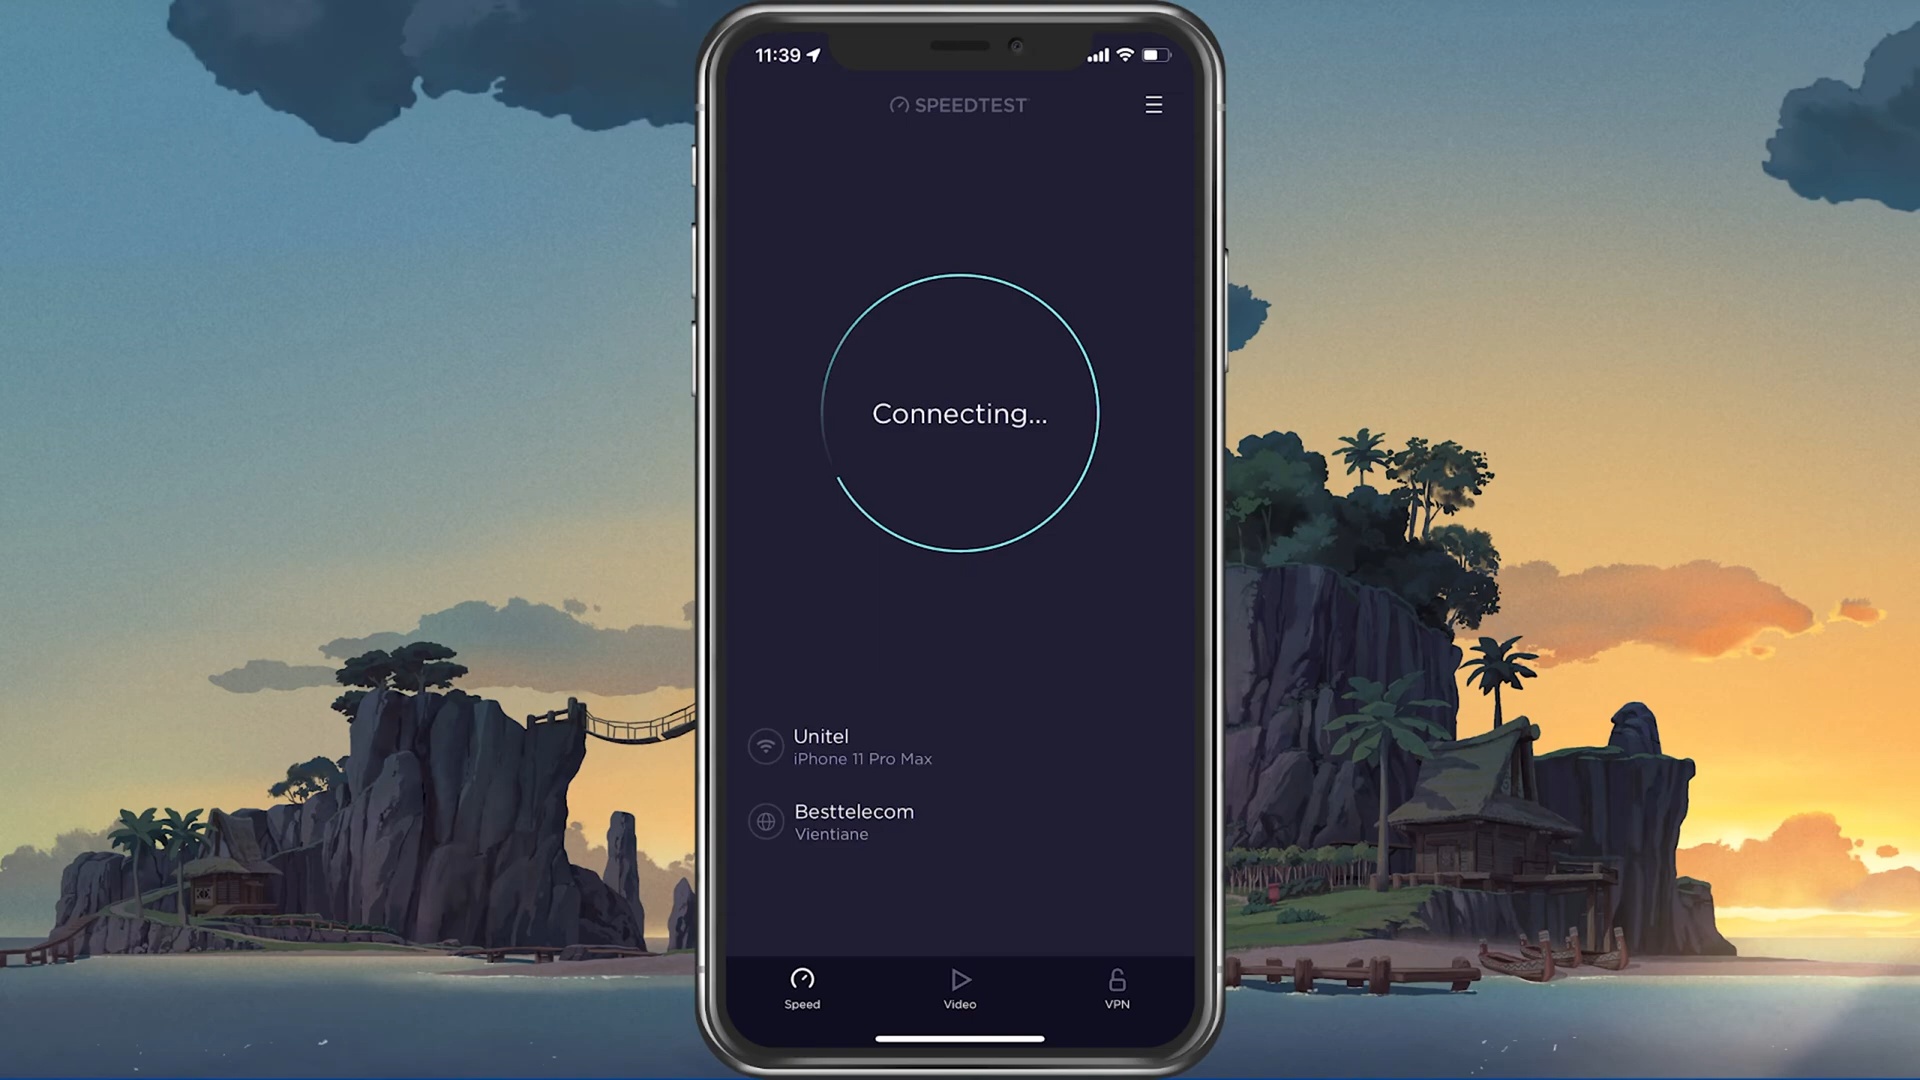 11:39
SPEEDTEST
Connecting...
Unitel
iPhone 11 Pro Max
Besttelecom
Vientiane
Speed
Video
VPN